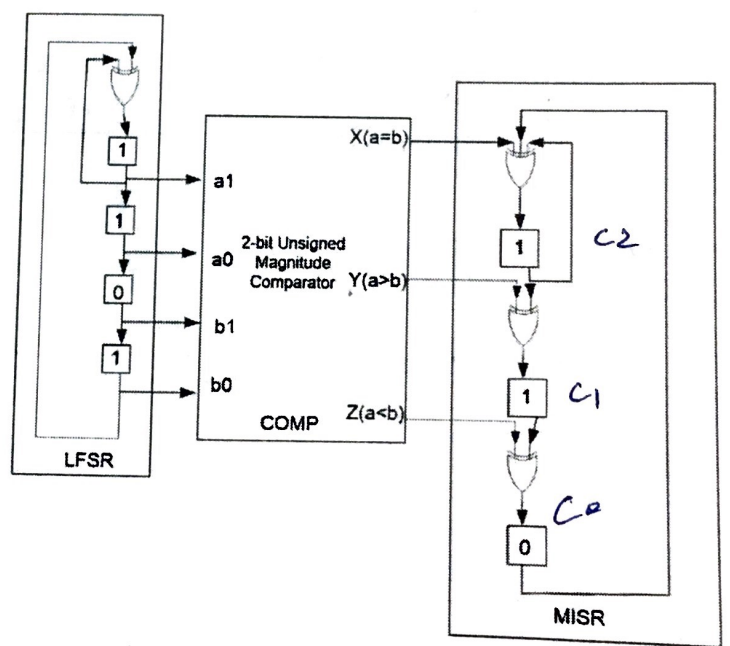 1
a1
1
a0
0
b1
1
b0
LFSR
X(a=b)
2-bit Unsigned
Magnitude
Comparator
Y(a>b)
Z(a<b)
COMP
1
C2
1
C1
C0
0
MISR